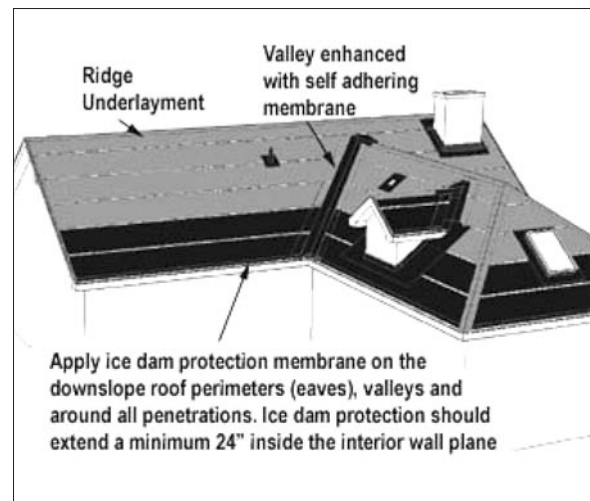 Ridge
Underlayment
Valley enhanced
with self adhering
membrane
Apply ice dam protection membrane on the
downslope roof perimeters (eaves), valleys and
around all penetrations. Ice dam protection should
extend a minimum 24” inside the interior wall plane